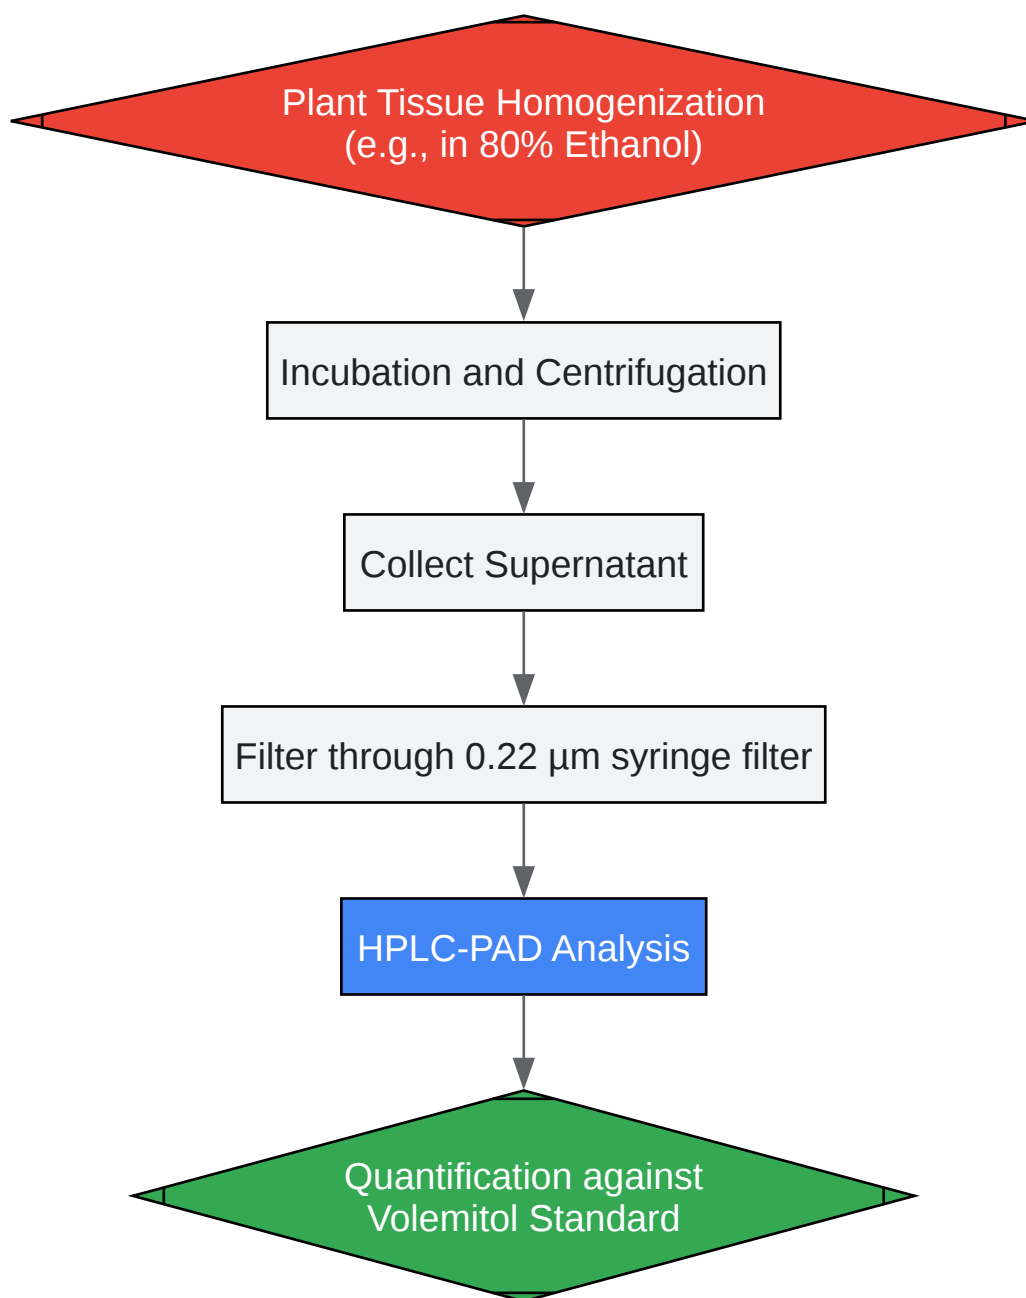 Plant Tissue Homogenization
(e.g., in 80% Ethanol)
Incubation and Centrifugation
Collect Supernatant
Filter through 0.22 µm syringe filter
HPLC-PAD Analysis
Quantification against
Volemitol Standard